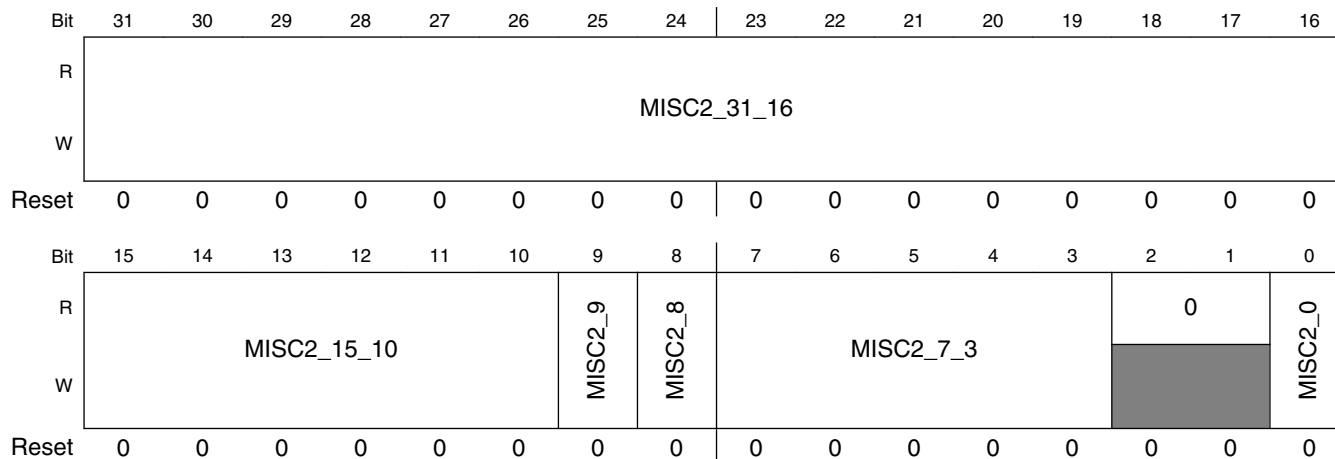 Bit 31 30 29 28 27 26 25 24 23 22 21 20 19 18 17 16
R
MISC2_31_16
W
Reset 0 0 0 0 0 0 0 0 0 0 0 0 0 0 0 0
Bit 15 14 13 12 11 10 9 8 7 6 5 4 3 2 1 0
R 0
MISC2_15_10 MISC2_9 MISC2_8 MISC2_7_3 MISC2_0
W
Reset 0 0 0 0 0 0 0 0 0 0 0 0 0 0 0 0